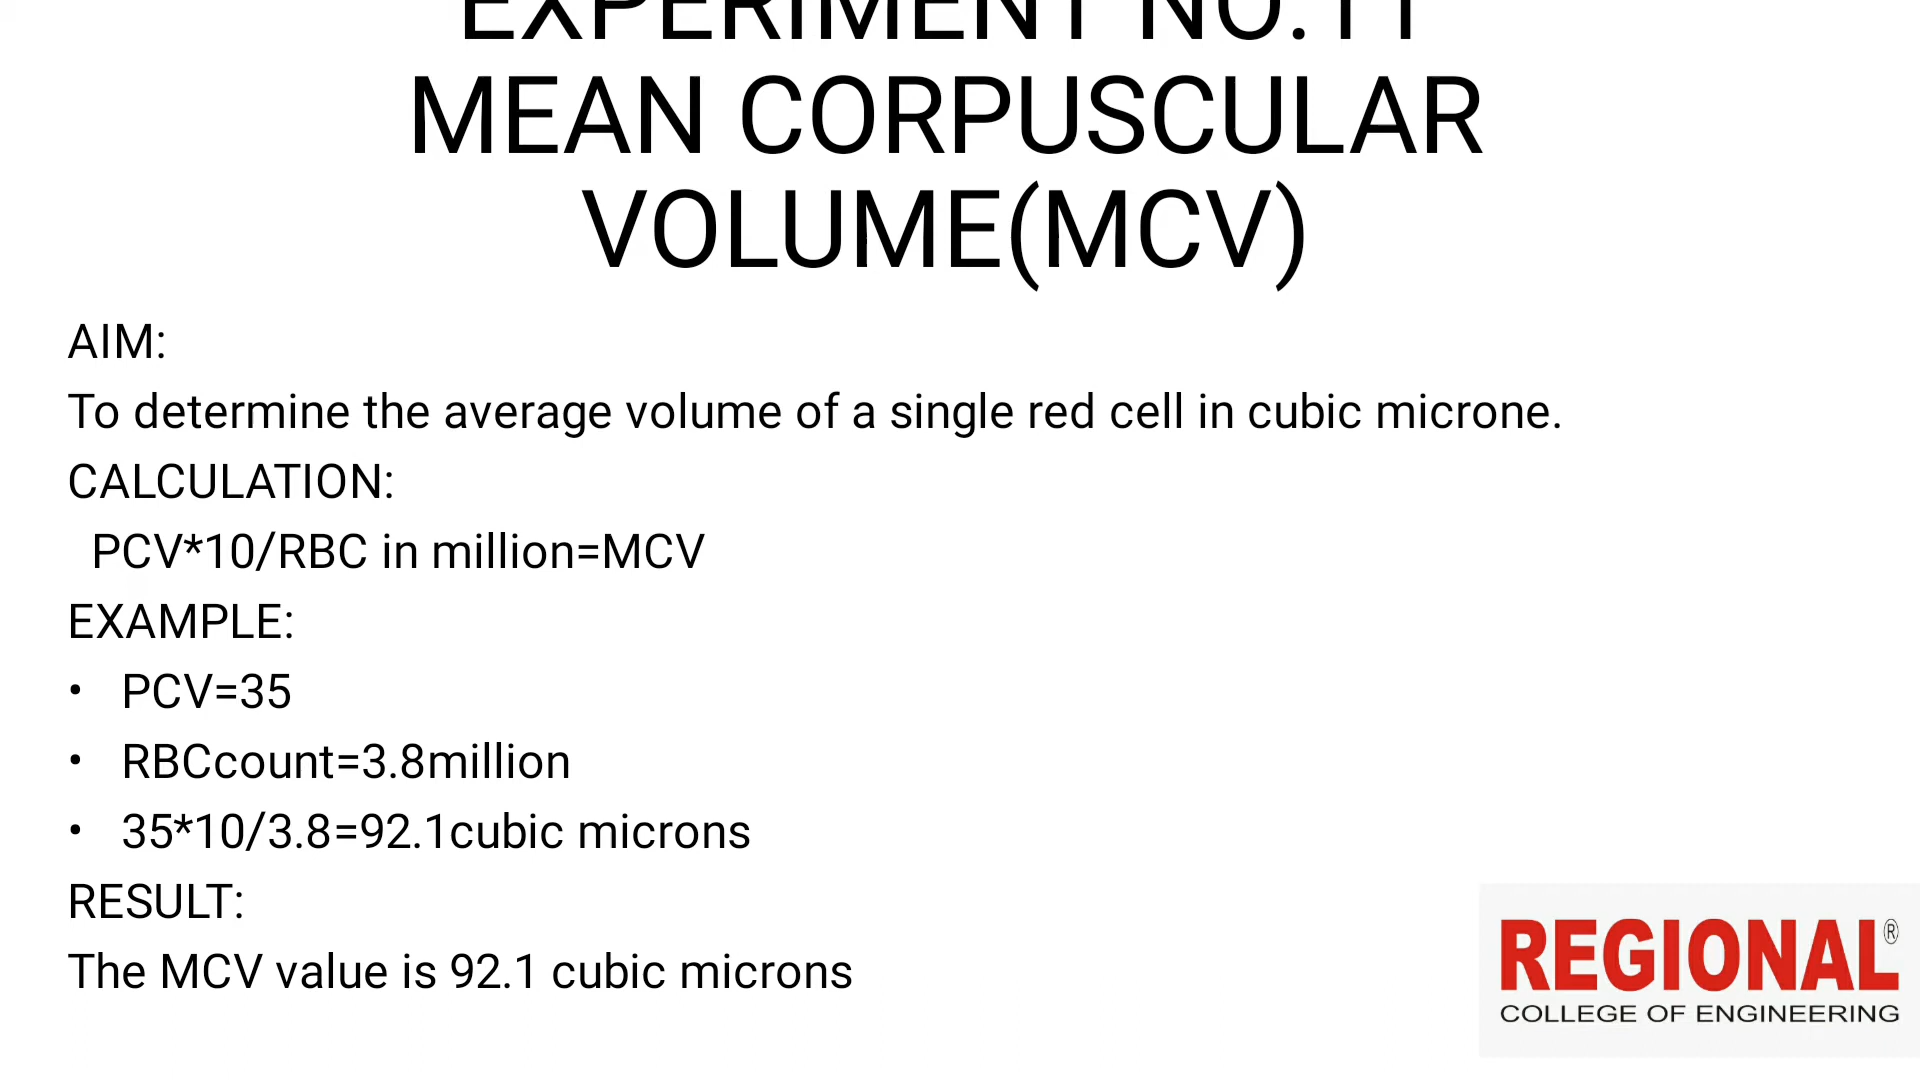 EXPERIMENT NO.11
MEAN CORPUSCULAR
VOLUME(MCV)
AIM:
To determine the average volume of a single red cell in cubic microne.
CALCULATION:
PCV*10/RBC in million=MCV
EXAMPLE:
• PCV=35
• RBCcount=3.8million
• 35*10/3.8=92.1cubic microns
RESULT:
The MCV value is 92.1 cubic microns
REGIONAL®
COLLEGE OF ENGINEERING